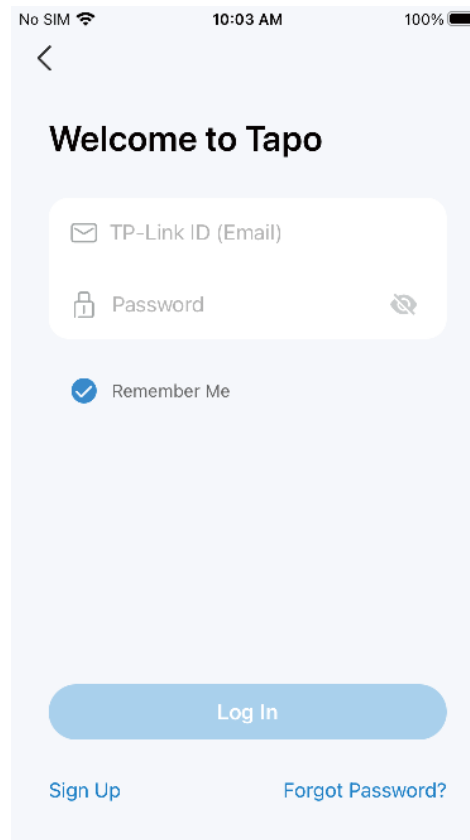 No SIM 10:03 AM 100%
Welcome to Tapo
TP-Link ID (Email)
Password
Remember Me
Log In
Sign Up Forgot Password?